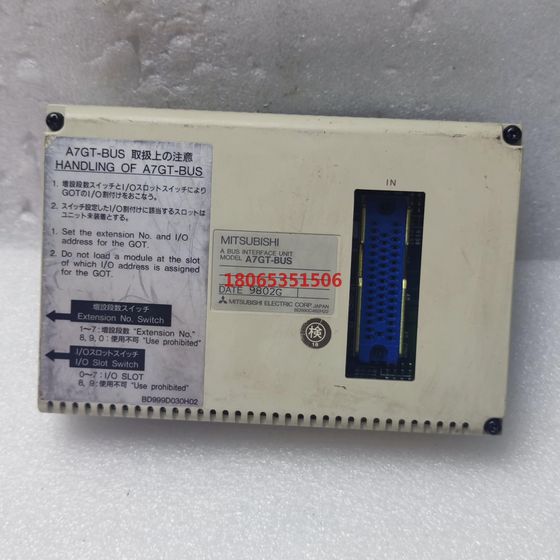 A7GT-BUS 取扱上の注意
HANDLING OF A7GT-BUS
1. 増設段数スイッチとI/Oスロットスイッチにより
GOTのI/O割付けをおこなう。
2. スイッチ設定したI/O割付けに該当するスロットは
ユニット未装着とする。
1. Set the extension No. and I/O
address for the GOT.
2. Do not load a module at the slot
of which I/O address is assigned
for the GOT.
増設段数スイッチ
Extension No. Switch
1~7: 増設段数 "Extension No."
8, 9, 0: 使用不可 "Use prohibited"
I/Oスロットスイッチ
I/O Slot Switch
0~7: I/O SLOT
8, 9: 使用不可 "Use prohibited"
BD999D030H02
IN
MITSUBISHI
A BUS INTERFACE UNIT
MODEL A7GT-BUS
18065351506
DATE 9802G
MITSUBISHI ELECTRIC CORP. JAPAN
検
18